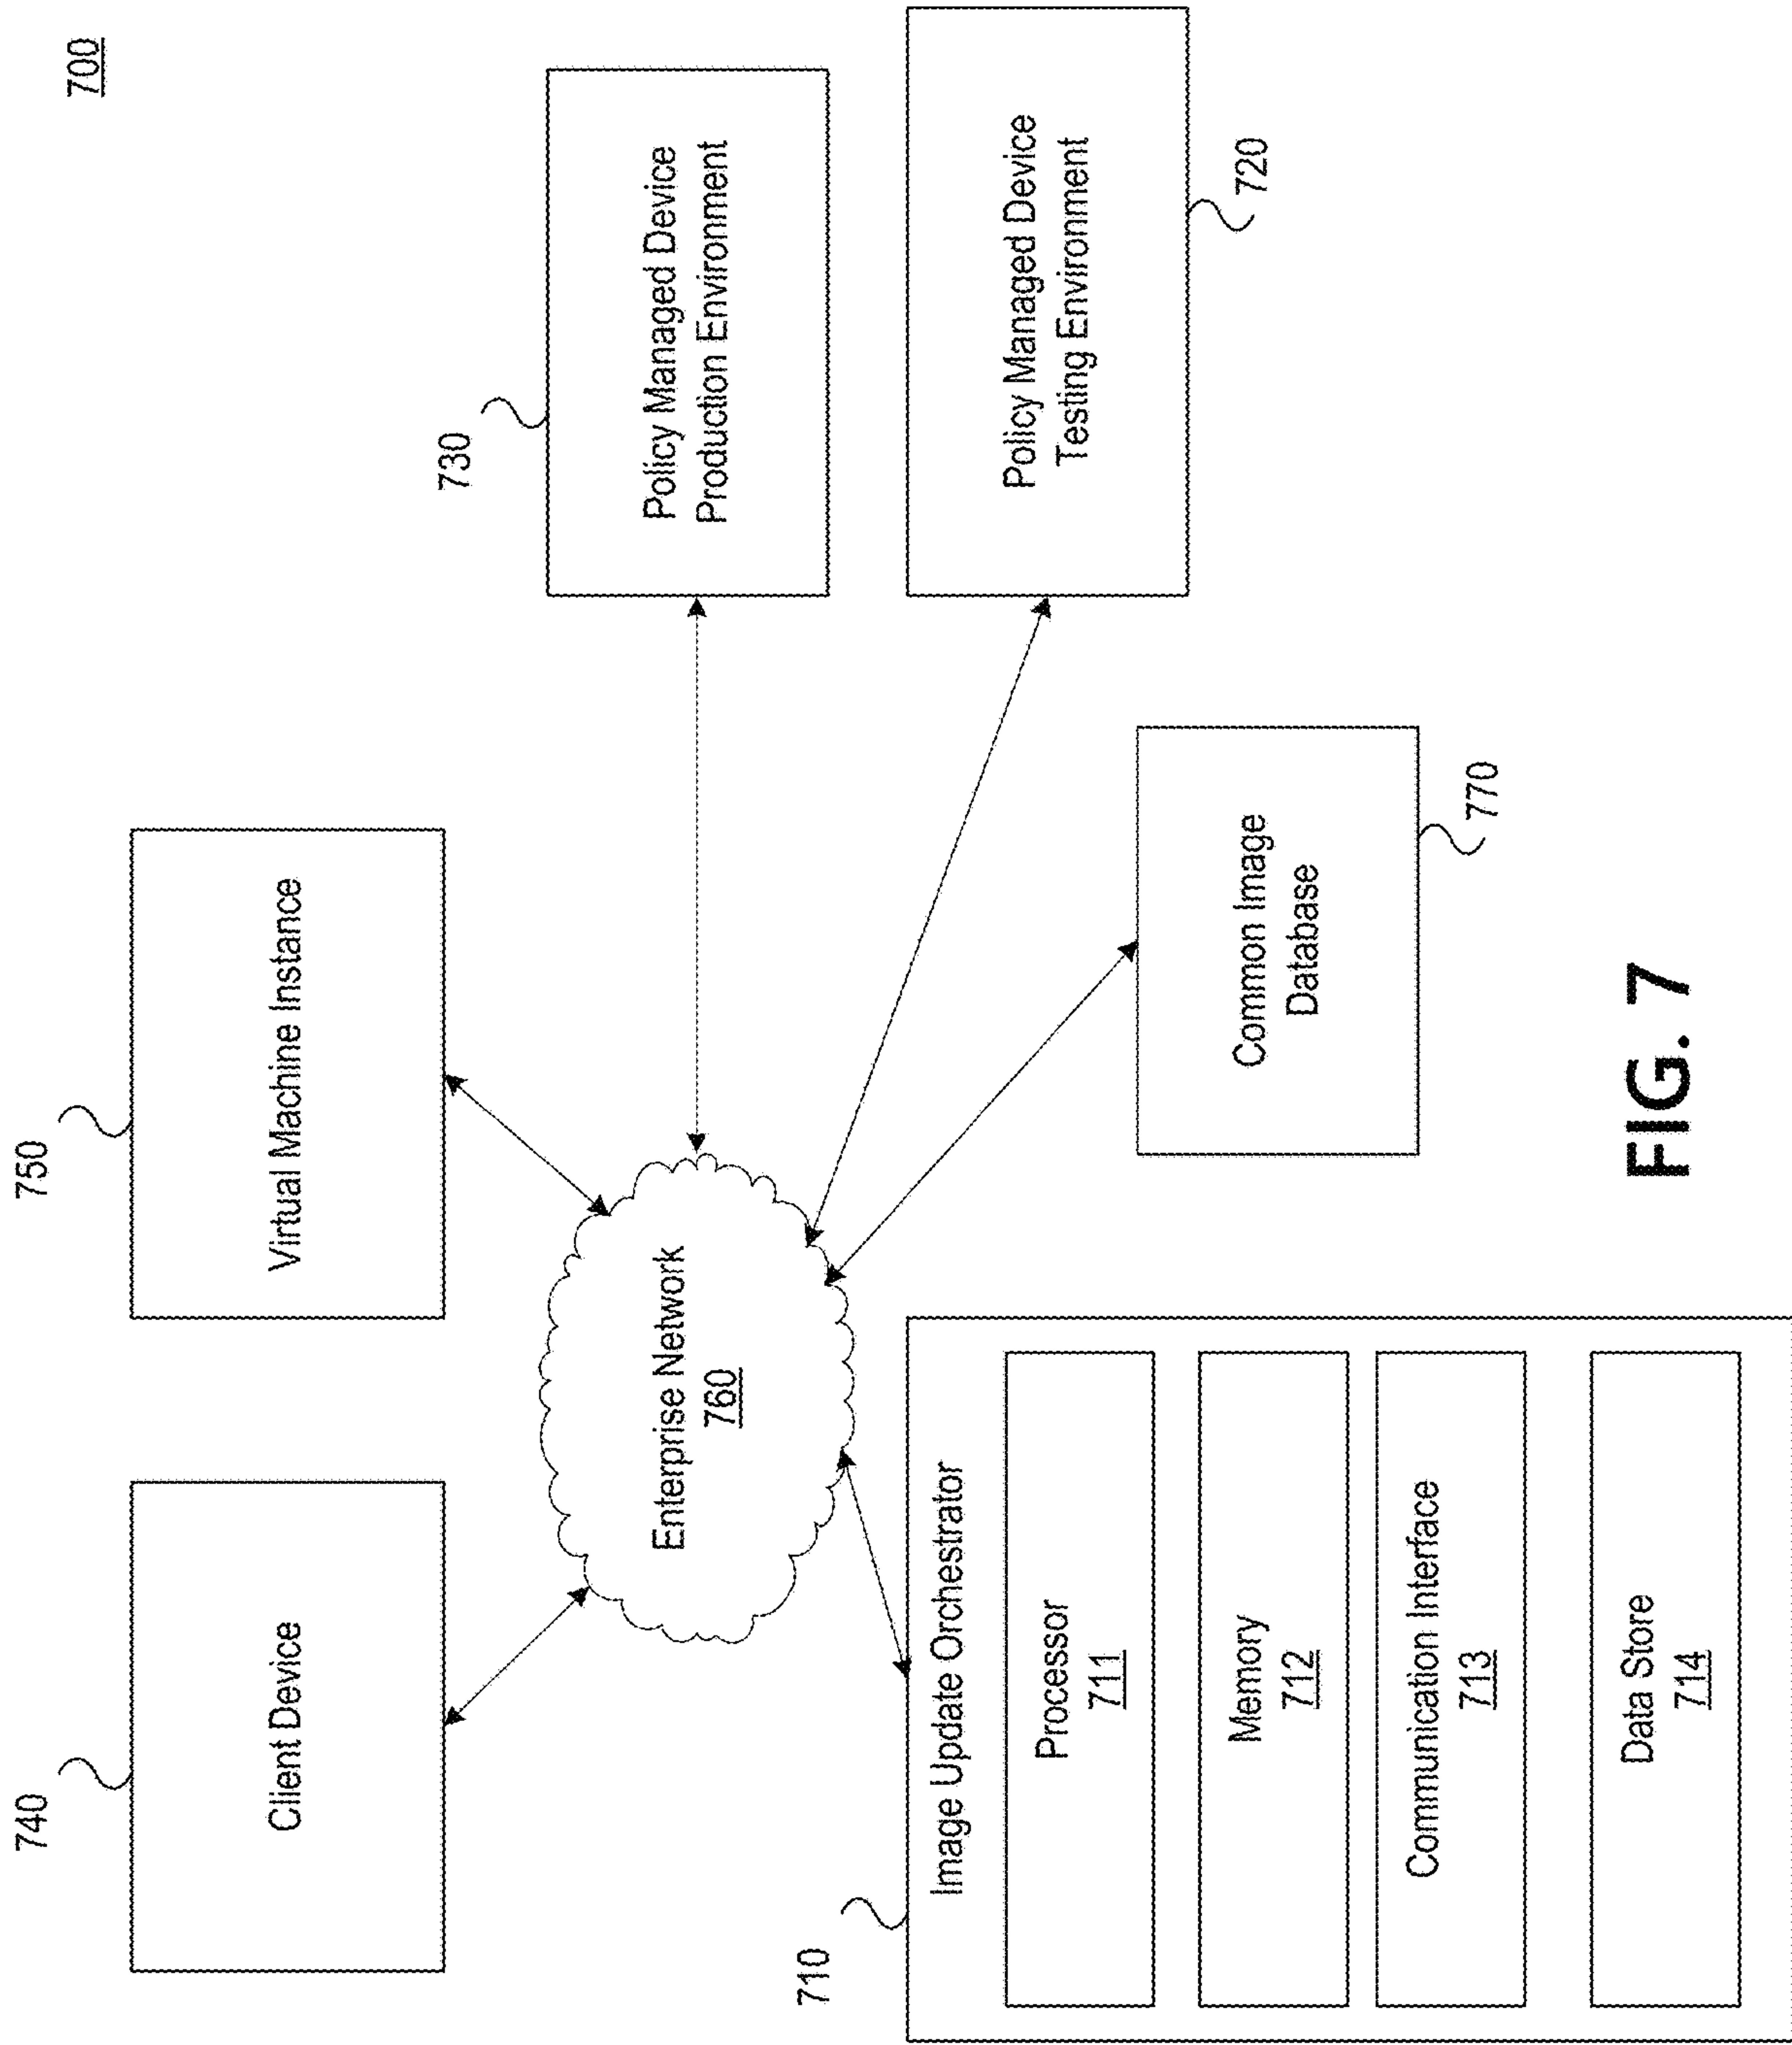 700
740
Client Device
750
Virtual Machine Instance
730
Policy Managed Device
Production Environment
Enterprise Network
760
710
Image Update Orchestrator
Processor
711
Memory
712
Communication Interface
713
Data Store
714
Policy Managed Device
Testing Environment
720
Common Image
Database
770
FIG. 7